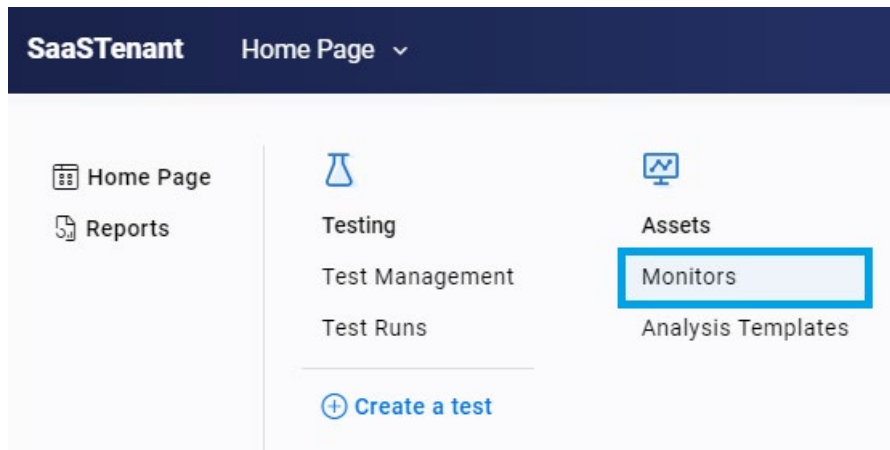 SaaSTenant Home Page
Home Page
Reports
Testing
Test Management
Test Runs
Create a test
Assets
Monitors
Analysis Templates